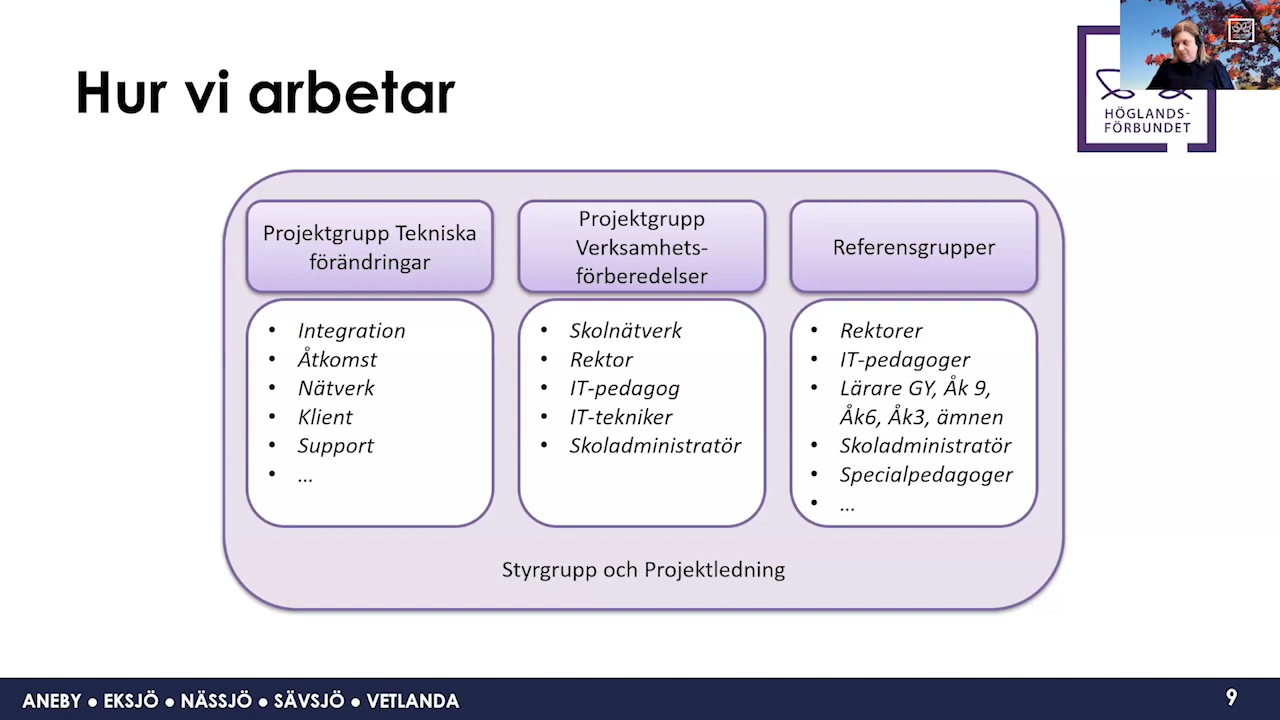 Hur vi arbetar
HÖGLANDS-
FÖRBUNDET
Projektgrupp Tekniska
förändringar
• Integration
• Åtkomst
• Nätverk
• Klient
• Support
• ...
Projektgrupp
Verksamhets-
förberedelser
• Skolnätverk
• Rektor
• IT-pedagog
• IT-tekniker
• Skoladministratör
Referensgrupper
• Rektorer
• IT-pedagoger
• Lärare GY, Åk 9,
Åk6, Åk3, ämnen
• Skoladministratör
• Specialpedagoger
• ...
Styrgrupp och Projektledning
ANEBY ● EKSJÖ ● NÄSSJÖ ● SÄVSJÖ ● VETLANDA
9